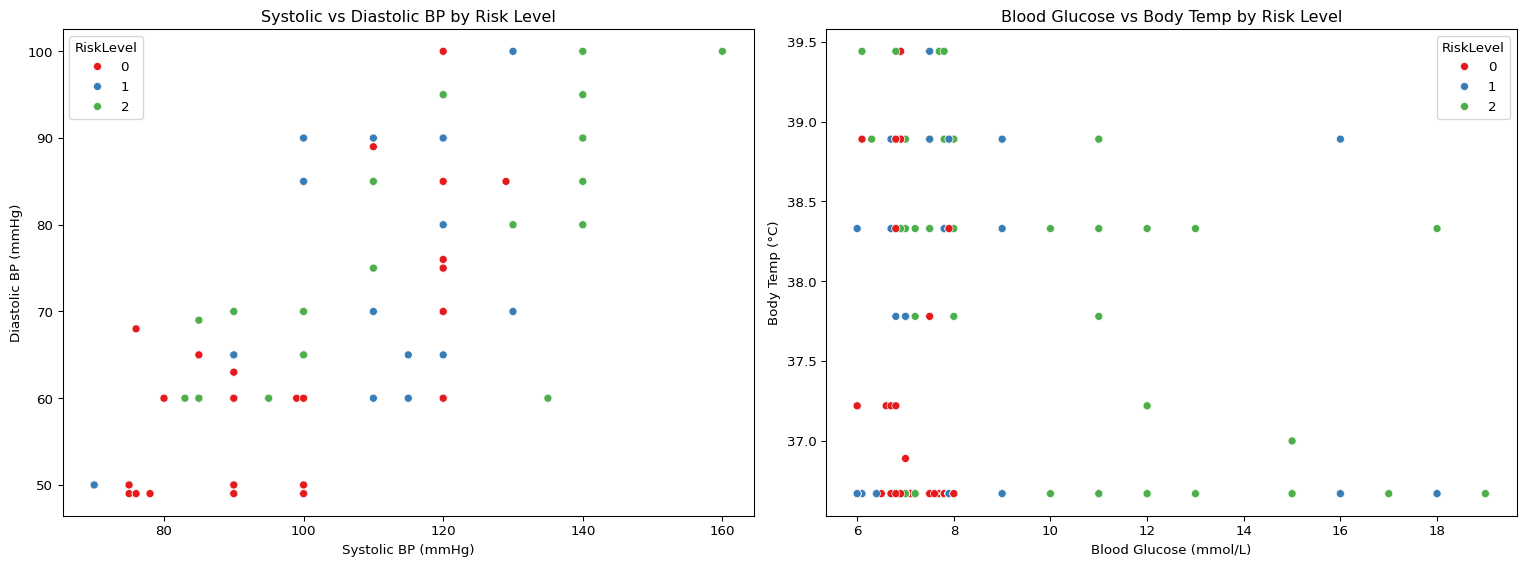 Systolic vs Diastolic BP by Risk Level
RiskLevel
0
1
2
100
90
80
70
60
50
Diastolic BP (mmHg)
80 100 120 140 160
Systolic BP (mmHg)
Blood Glucose vs Body Temp by Risk Level
RiskLevel
0
1
2
39.5
39.0
38.5
38.0
37.5
37.0
Body Temp (°C)
6 8 10 12 14 16 18
Blood Glucose (mmol/L)